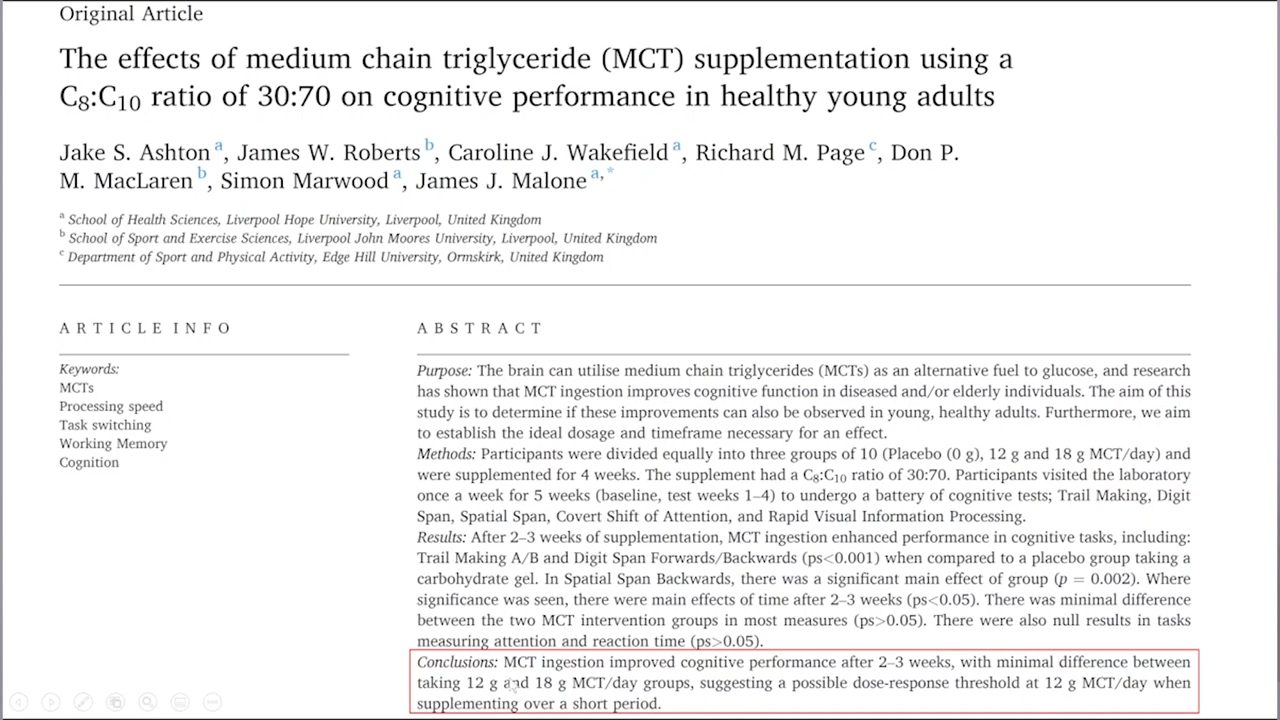 Original Article
The effects of medium chain triglyceride (MCT) supplementation using a
C8:C10 ratio of 30:70 on cognitive performance in healthy young adults
Jake S. Ashton a, James W. Roberts b, Caroline J. Wakefield a, Richard M. Page c, Don P.
M. MacLaren b, Simon Marwood a, James J. Malone a,*
a School of Health Sciences, Liverpool Hope University, Liverpool, United Kingdom
b School of Sport and Exercise Sciences, Liverpool John Moores University, Liverpool, United Kingdom
c Department of Sport and Physical Activity, Edge Hill University, Ormskirk, United Kingdom
ARTICLE INFO
Keywords:
MCTs
Processing speed
Task switching
Working Memory
Cognition
ABSTRACT
Purpose: The brain can utilise medium chain triglycerides (MCTs) as an alternative fuel to glucose, and research
has shown that MCT ingestion improves cognitive function in diseased and/or elderly individuals. The aim of this
study is to determine if these improvements can also be observed in young, healthy adults. Furthermore, we aim
to establish the ideal dosage and timeframe necessary for an effect.
Methods: Participants were divided equally into three groups of 10 (Placebo (0 g), 12 g and 18 g MCT/day) and
were supplemented for 4 weeks. The supplement had a C8:C10 ratio of 30:70. Participants visited the laboratory
once a week for 5 weeks (baseline, test weeks 1–4) to undergo a battery of cognitive tests; Trail Making, Digit
Span, Spatial Span, Covert Shift of Attention, and Rapid Visual Information Processing.
Results: After 2–3 weeks of supplementation, MCT ingestion enhanced performance in cognitive tasks, including:
Trail Making A/B and Digit Span Forwards/Backwards (ps<0.001) when compared to a placebo group taking a
carbohydrate gel. In Spatial Span Backwards, there was a significant main effect of group (p = 0.002). Where
significance was seen, there were main effects of time after 2–3 weeks (ps<0.05). There was minimal difference
between the two MCT intervention groups in most measures (ps>0.05). There were also null results in tasks
measuring attention and reaction time (ps>0.05).
Conclusions: MCT ingestion improved cognitive performance after 2–3 weeks, with minimal difference between
taking 12 g and 18 g MCT/day groups, suggesting a possible dose-response threshold at 12 g MCT/day when
supplementing over a short period.